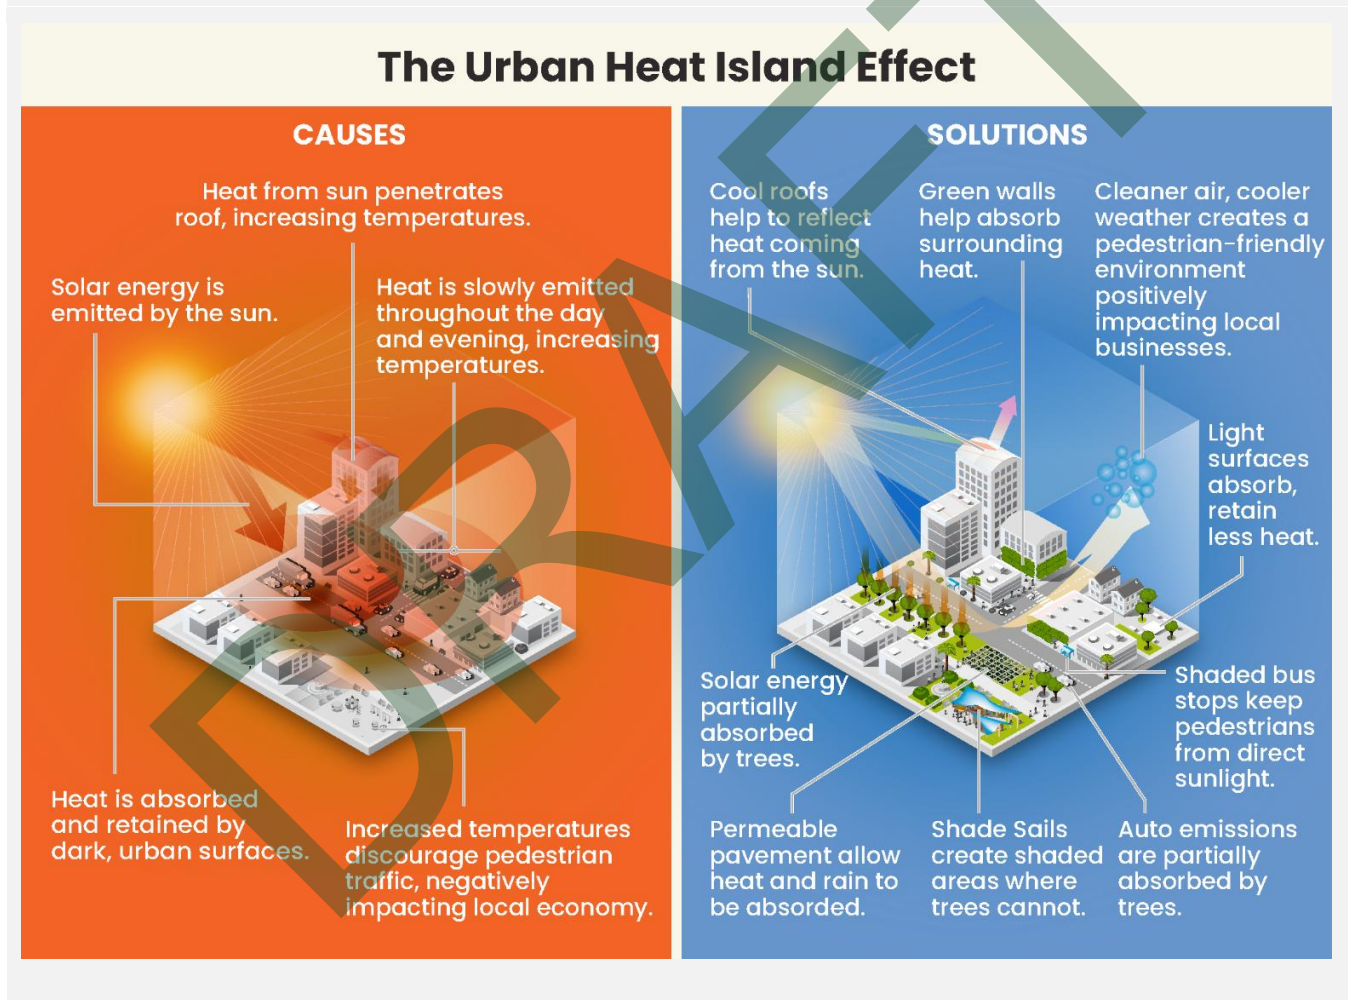 The Urban Heat Island Effect
CAUSES
Heat from sun penetrates
roof, increasing temperatures.
Solar energy is
emitted by the sun.
Heat is slowly emitted
throughout the day
and evening, increasing
temperatures.
Heat is absorbed
and retained by
dark, urban surfaces.
Increased temperatures
discourage pedestrian
traffic, negatively
impacting local economy.
SOLUTIONS
Cool roofs
help to reflect
heat coming
from the sun.
Green walls
help absorb
surrounding
heat.
Cleaner air, cooler
weather creates a
pedestrian-friendly
environment
positively
impacting local
businesses.
Light
surfaces
absorb,
retain
less heat.
Solar energy
partially
absorbed
by trees.
Shaded bus
stops keep
pedestrians
from direct
sunlight.
Permeable
pavement allow
heat and rain to
be absorded.
Shade Sails
create shaded
areas where
trees cannot.
Auto emissions
are partially
absorbed by
trees.
DRAFT